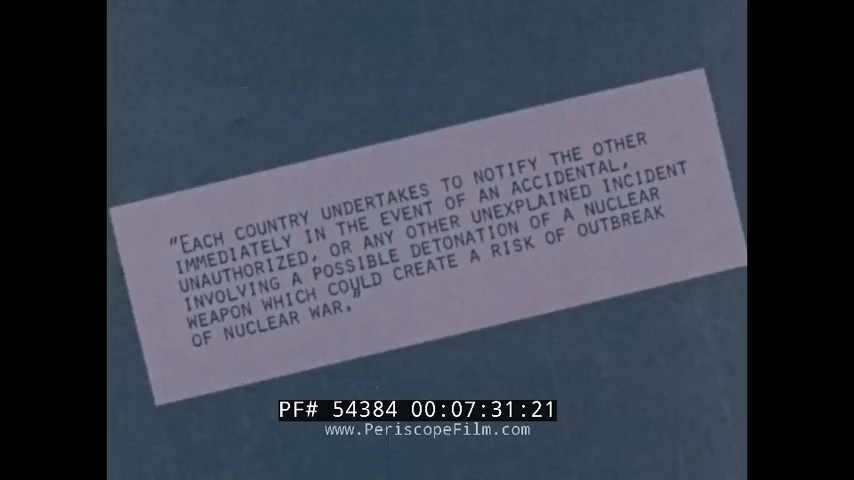 "EACH COUNTRY UNDERTAKES TO NOTIFY THE OTHER
IMMEDIATELY IN THE EVENT OF AN ACCIDENTAL,
UNAUTHORIZED, OR ANY OTHER UNEXPLAINED INCIDENT
INVOLVING A POSSIBLE DETONATION OF A NUCLEAR
WEAPON WHICH COULD CREATE A RISK OF OUTBREAK
OF NUCLEAR WAR."
PF# 54384 00:07:31:21
www.PeriscopeFilm.com